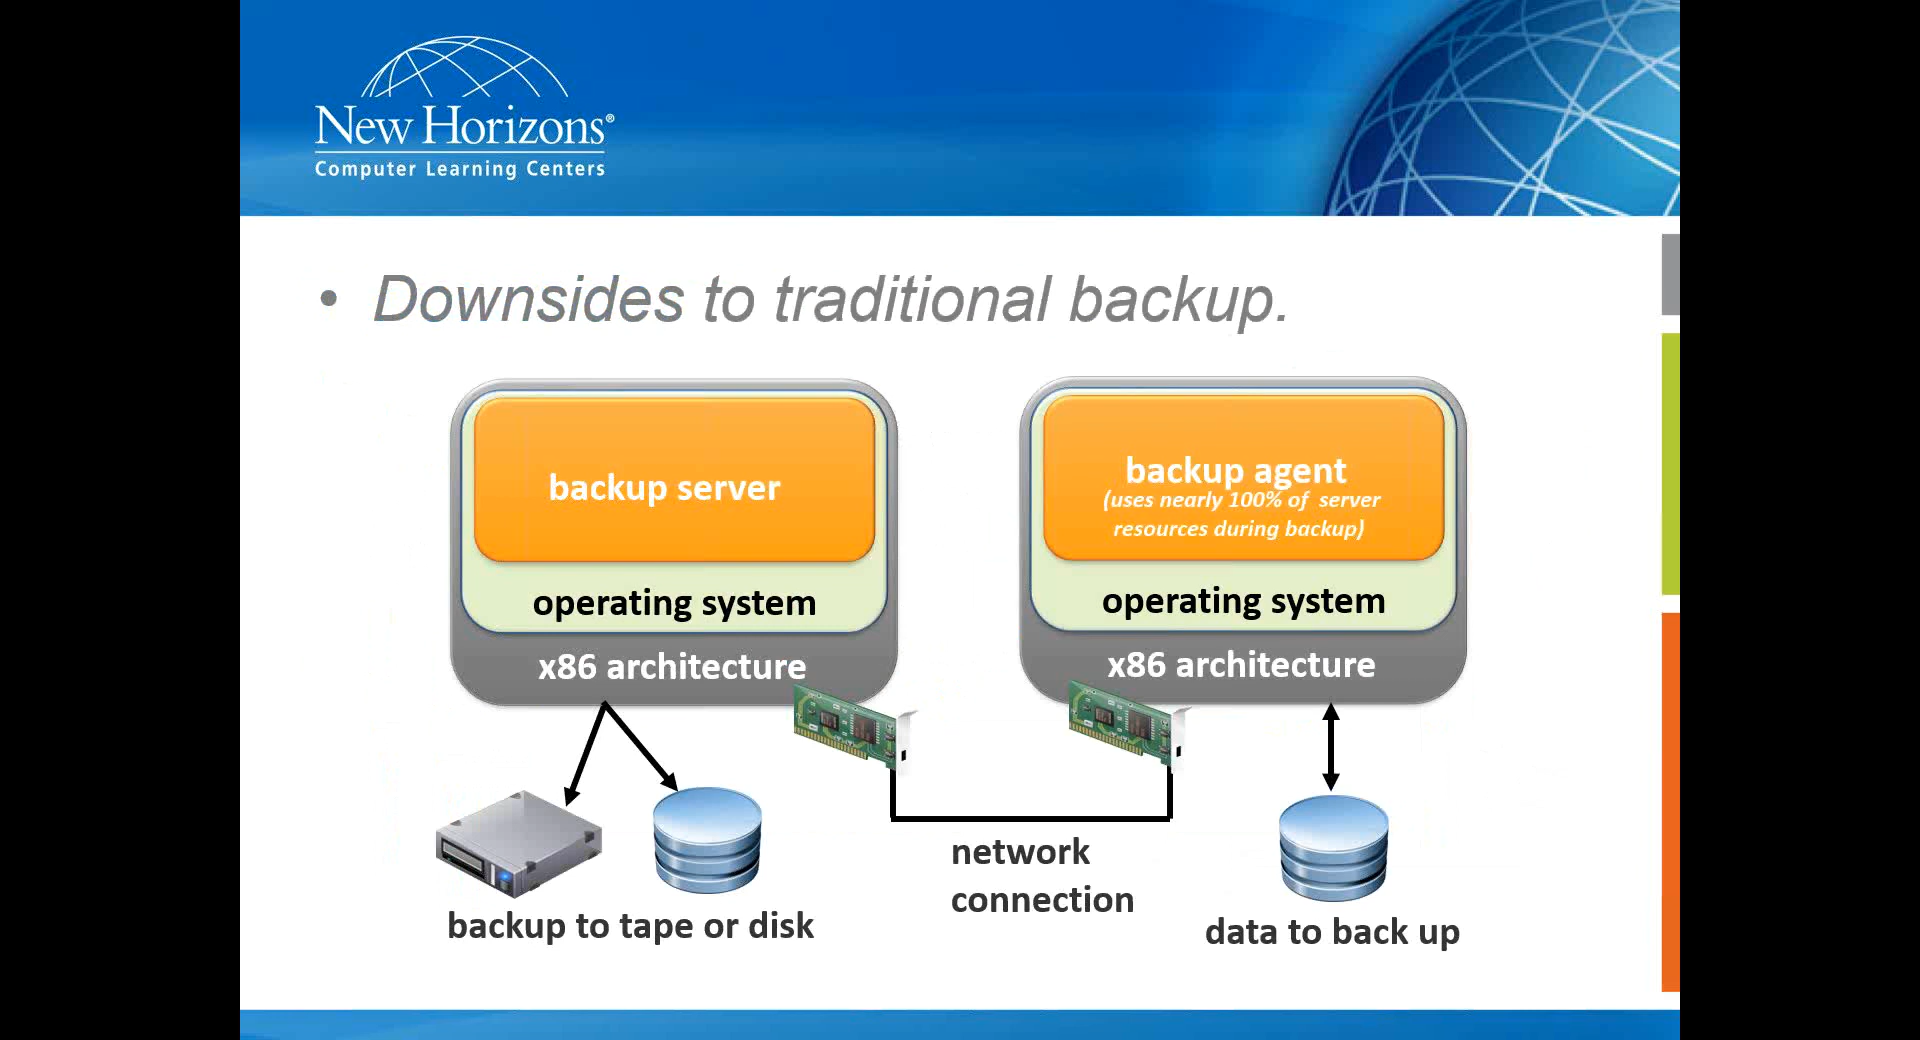 New Horizons®
Computer Learning Centers
• Downsides to traditional backup.
backup server
operating system
x86 architecture
backup agent
(uses nearly 100% of server
resources during backup)
operating system
x86 architecture
backup to tape or disk
network
connection
data to back up